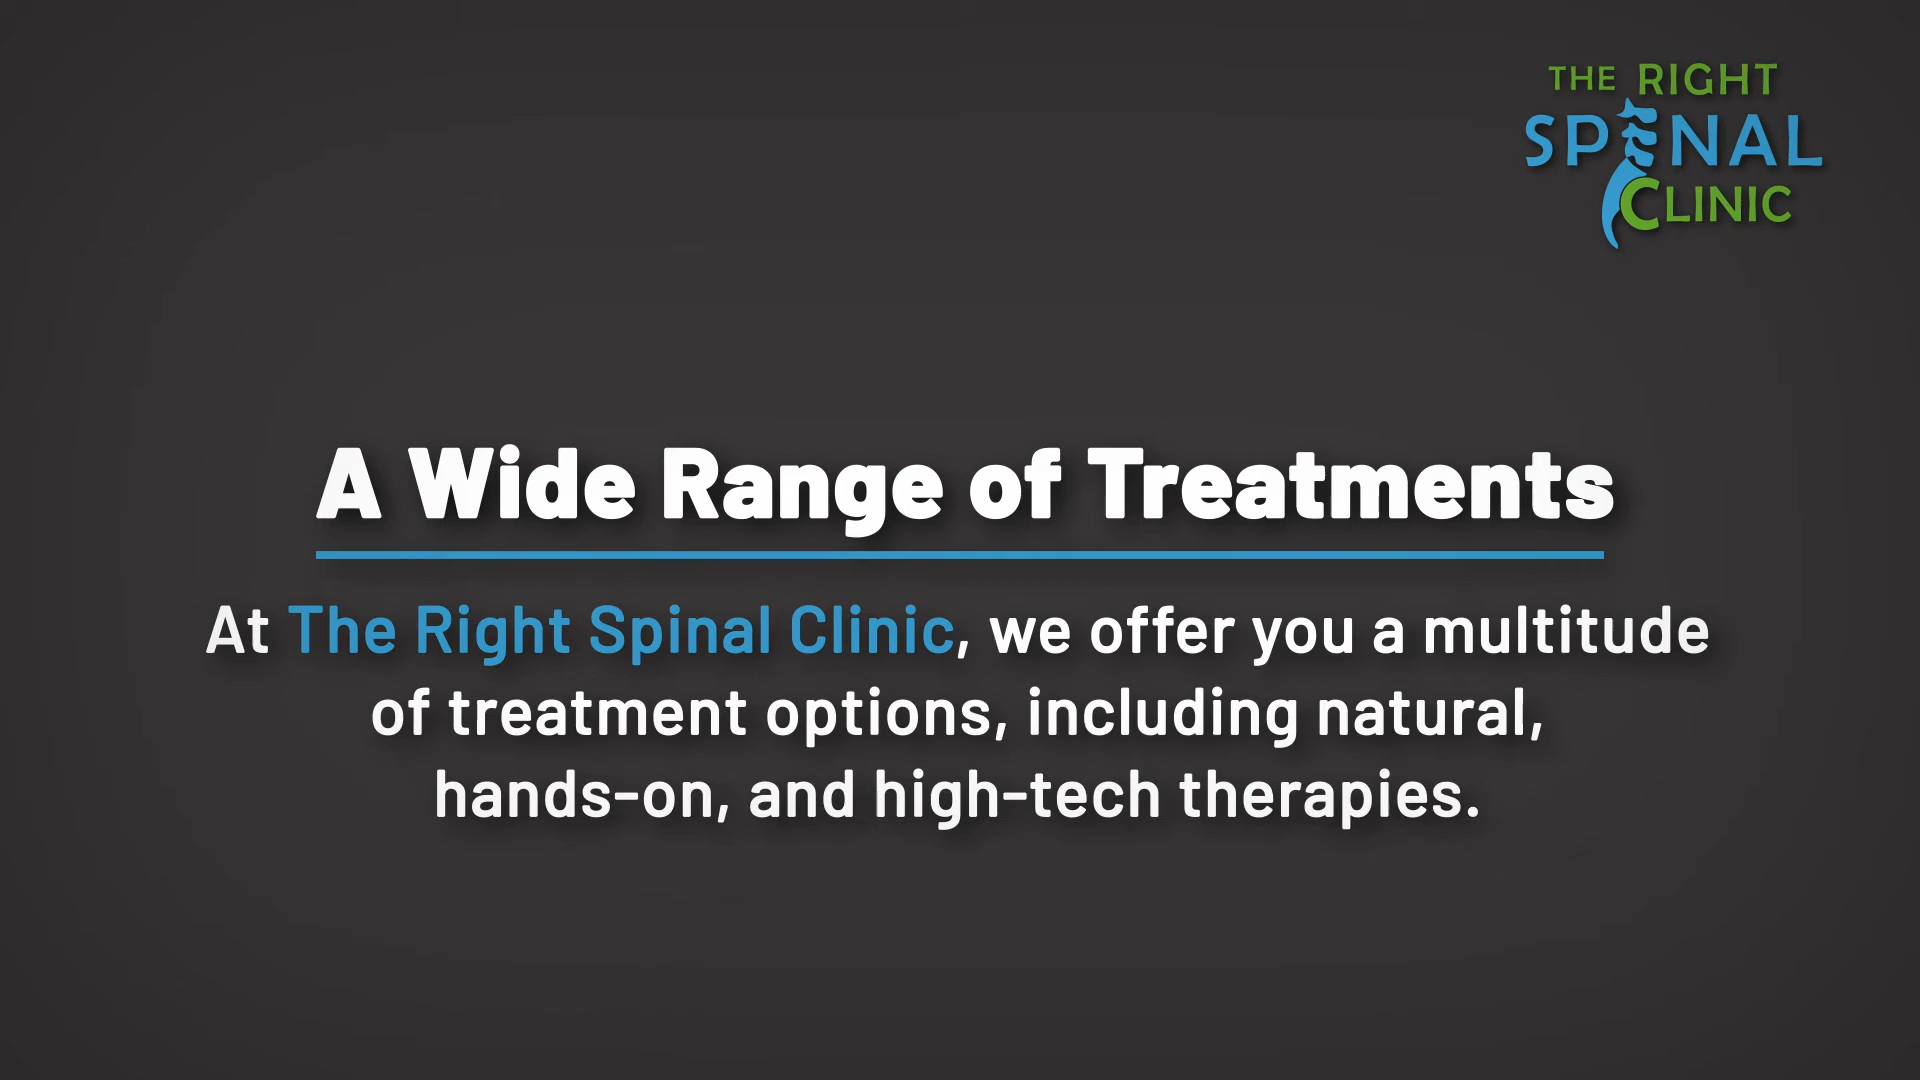 THE RIGHT
SPINAL
CLINIC
A Wide Range of Treatments
At The Right Spinal Clinic, we offer you a multitude
of treatment options, including natural,
hands-on, and high-tech therapies.